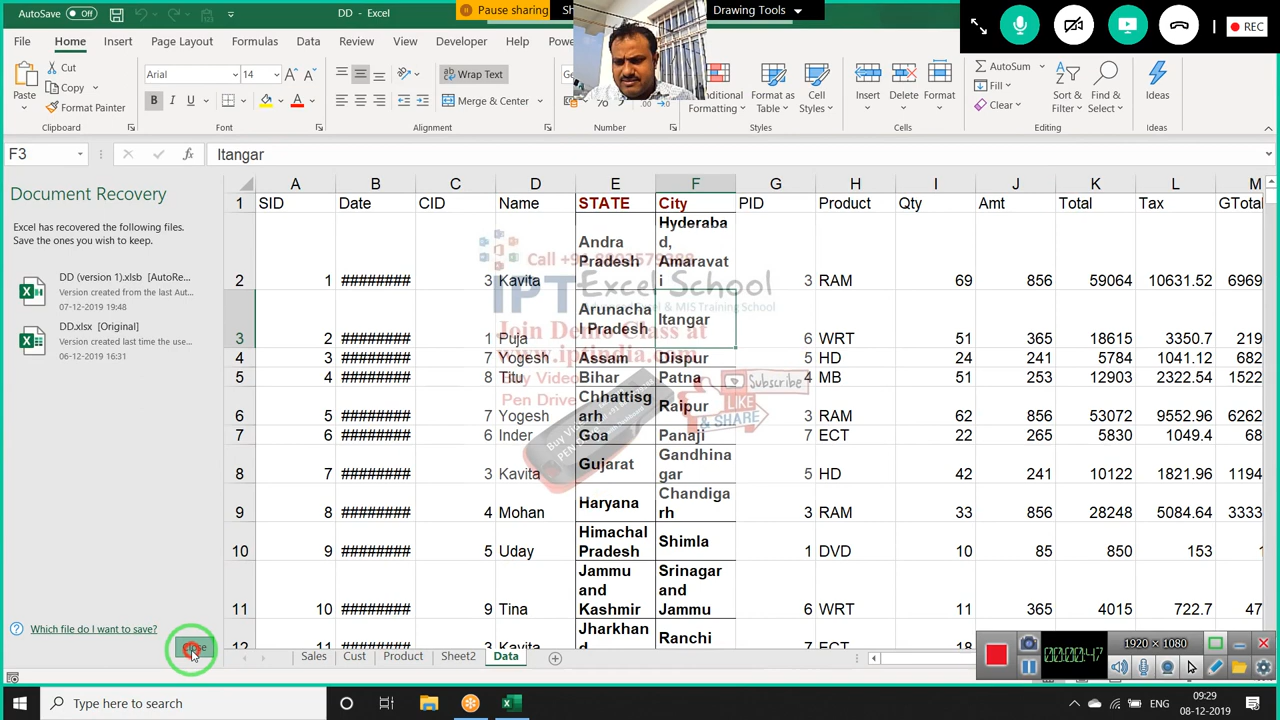 AutoSave Off
DD - Excel
Pause sharing
Drawing Tools
REC
File Home Insert Page Layout Formulas Data Review View Developer Help
Paste Cut Copy Format Painter
Arial 14
B I U A
Wrap Text
Merge & Center
Conditional Formatting
Format as Table
Cell Styles
Insert Delete Format
AutoSum
Fill
Clear
Sort & Filter
Find & Select
Ideas
Clipboard Font Alignment Number Styles Cells Editing Ideas
F3 fx Itangar
Document Recovery
Excel has recovered the following files.
Save the ones you wish to keep.
DD (version 1).xlsb [AutoRe...
Version created from the last Aut...
07-12-2019 19:48
DD.xlsx [Original]
Version created last time the use...
06-12-2019 16:31
Which file do I want to save?
Close
A B C D E F G H I J K L M
1 SID Date CID Name STATE City PID Product Qty Amt Total Tax GTotal
2 1 ######## 3 Kavita Andra Pradesh Hyderabad, Amaravati 3 RAM 69 856 59064 10631.52 6969
3 2 ######## 1 Puja Arunachal Pradesh Itangar 6 WRT 51 365 18615 3350.7 219
4 3 ######## 7 Yogesh Assam Dispur 5 HD 24 241 5784 1041.12 682
5 4 ######## 8 Titu Bihar Patna 4 MB 51 253 12903 2322.54 1522
6 5 ######## 7 Yogesh Chhattisgarh Raipur 3 RAM 62 856 53072 9552.96 6262
7 6 ######## 6 Inder Goa Panaji 7 ECT 22 265 5830 1049.4 68
8 7 ######## 3 Kavita Gujarat Gandhinagar 5 HD 42 241 10122 1821.96 1194
9 8 ######## 4 Mohan Haryana Chandigarh 3 RAM 33 856 28248 5084.64 3333
10 9 ######## 5 Uday Himachal Pradesh Shimla 1 DVD 10 85 850 153
11 10 ######## 9 Tina Jammu and Kashmir Srinagar and Jammu 6 WRT 11 365 4015 722.7 47
12 11 ######## 3 Kavita Jharkhand Ranchi 7 ECT 18
IPT Excel School
Excel & MIS Training School
Join Demo Class at
www.iptindia.com
Buy Video
Pen Drive
Subscribe
LIKE
& SHARE
Sales Cust Product Sheet2 Data
00:00:47
1920 × 1080
Type here to search
ENG
09:29
08-12-2019